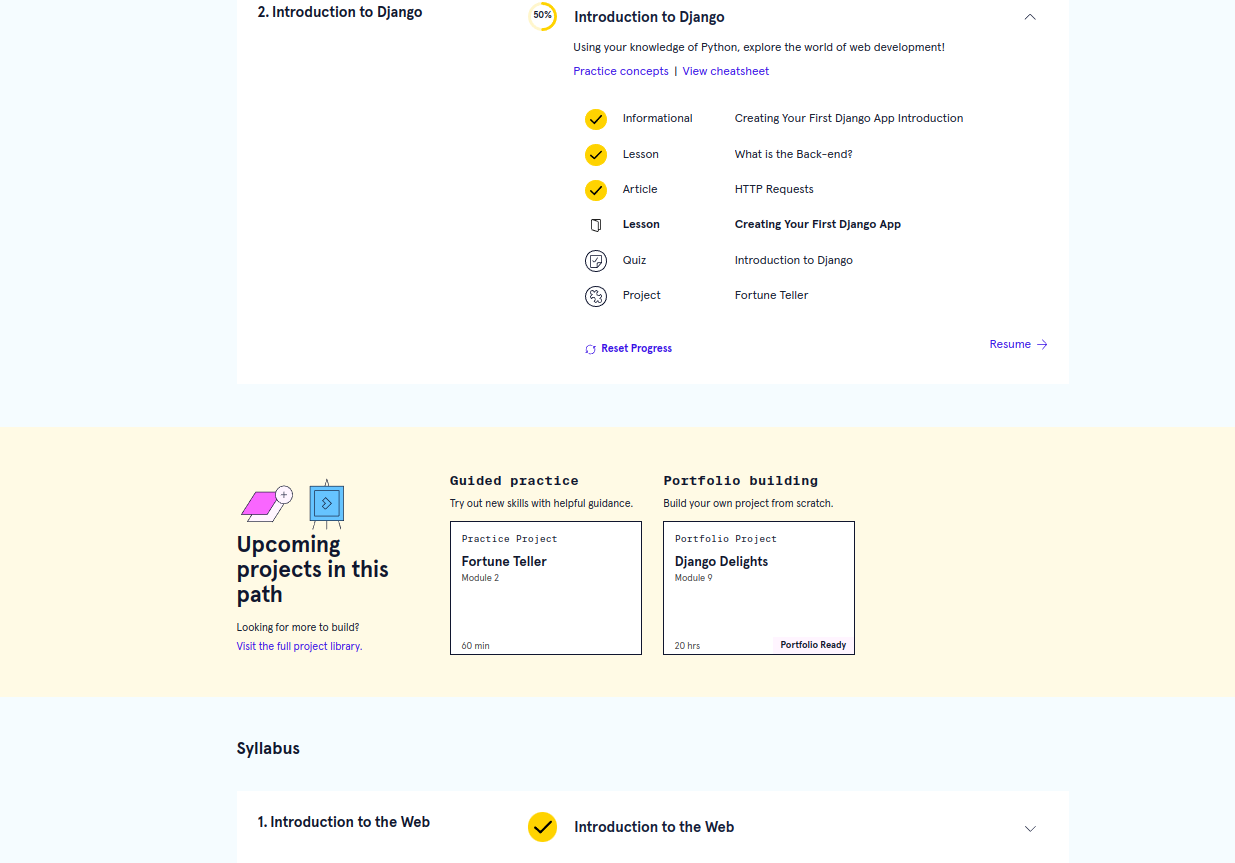 2. Introduction to Django
50%
Introduction to Django
Using your knowledge of Python, explore the world of web development!
Practice concepts | View cheatsheet
Informational Creating Your First Django App Introduction
Lesson What is the Back-end?
Article HTTP Requests
Lesson Creating Your First Django App
Quiz Introduction to Django
Project Fortune Teller
Reset Progress
Resume
Upcoming
projects in this
path
Looking for more to build?
Visit the full project library.
Guided practice
Try out new skills with helpful guidance.
Practice Project
Fortune Teller
Module 2
60 min
Portfolio building
Build your own project from scratch.
Portfolio Project
Django Delights
Module 9
20 hrs
Portfolio Ready
Syllabus
1. Introduction to the Web
Introduction to the Web